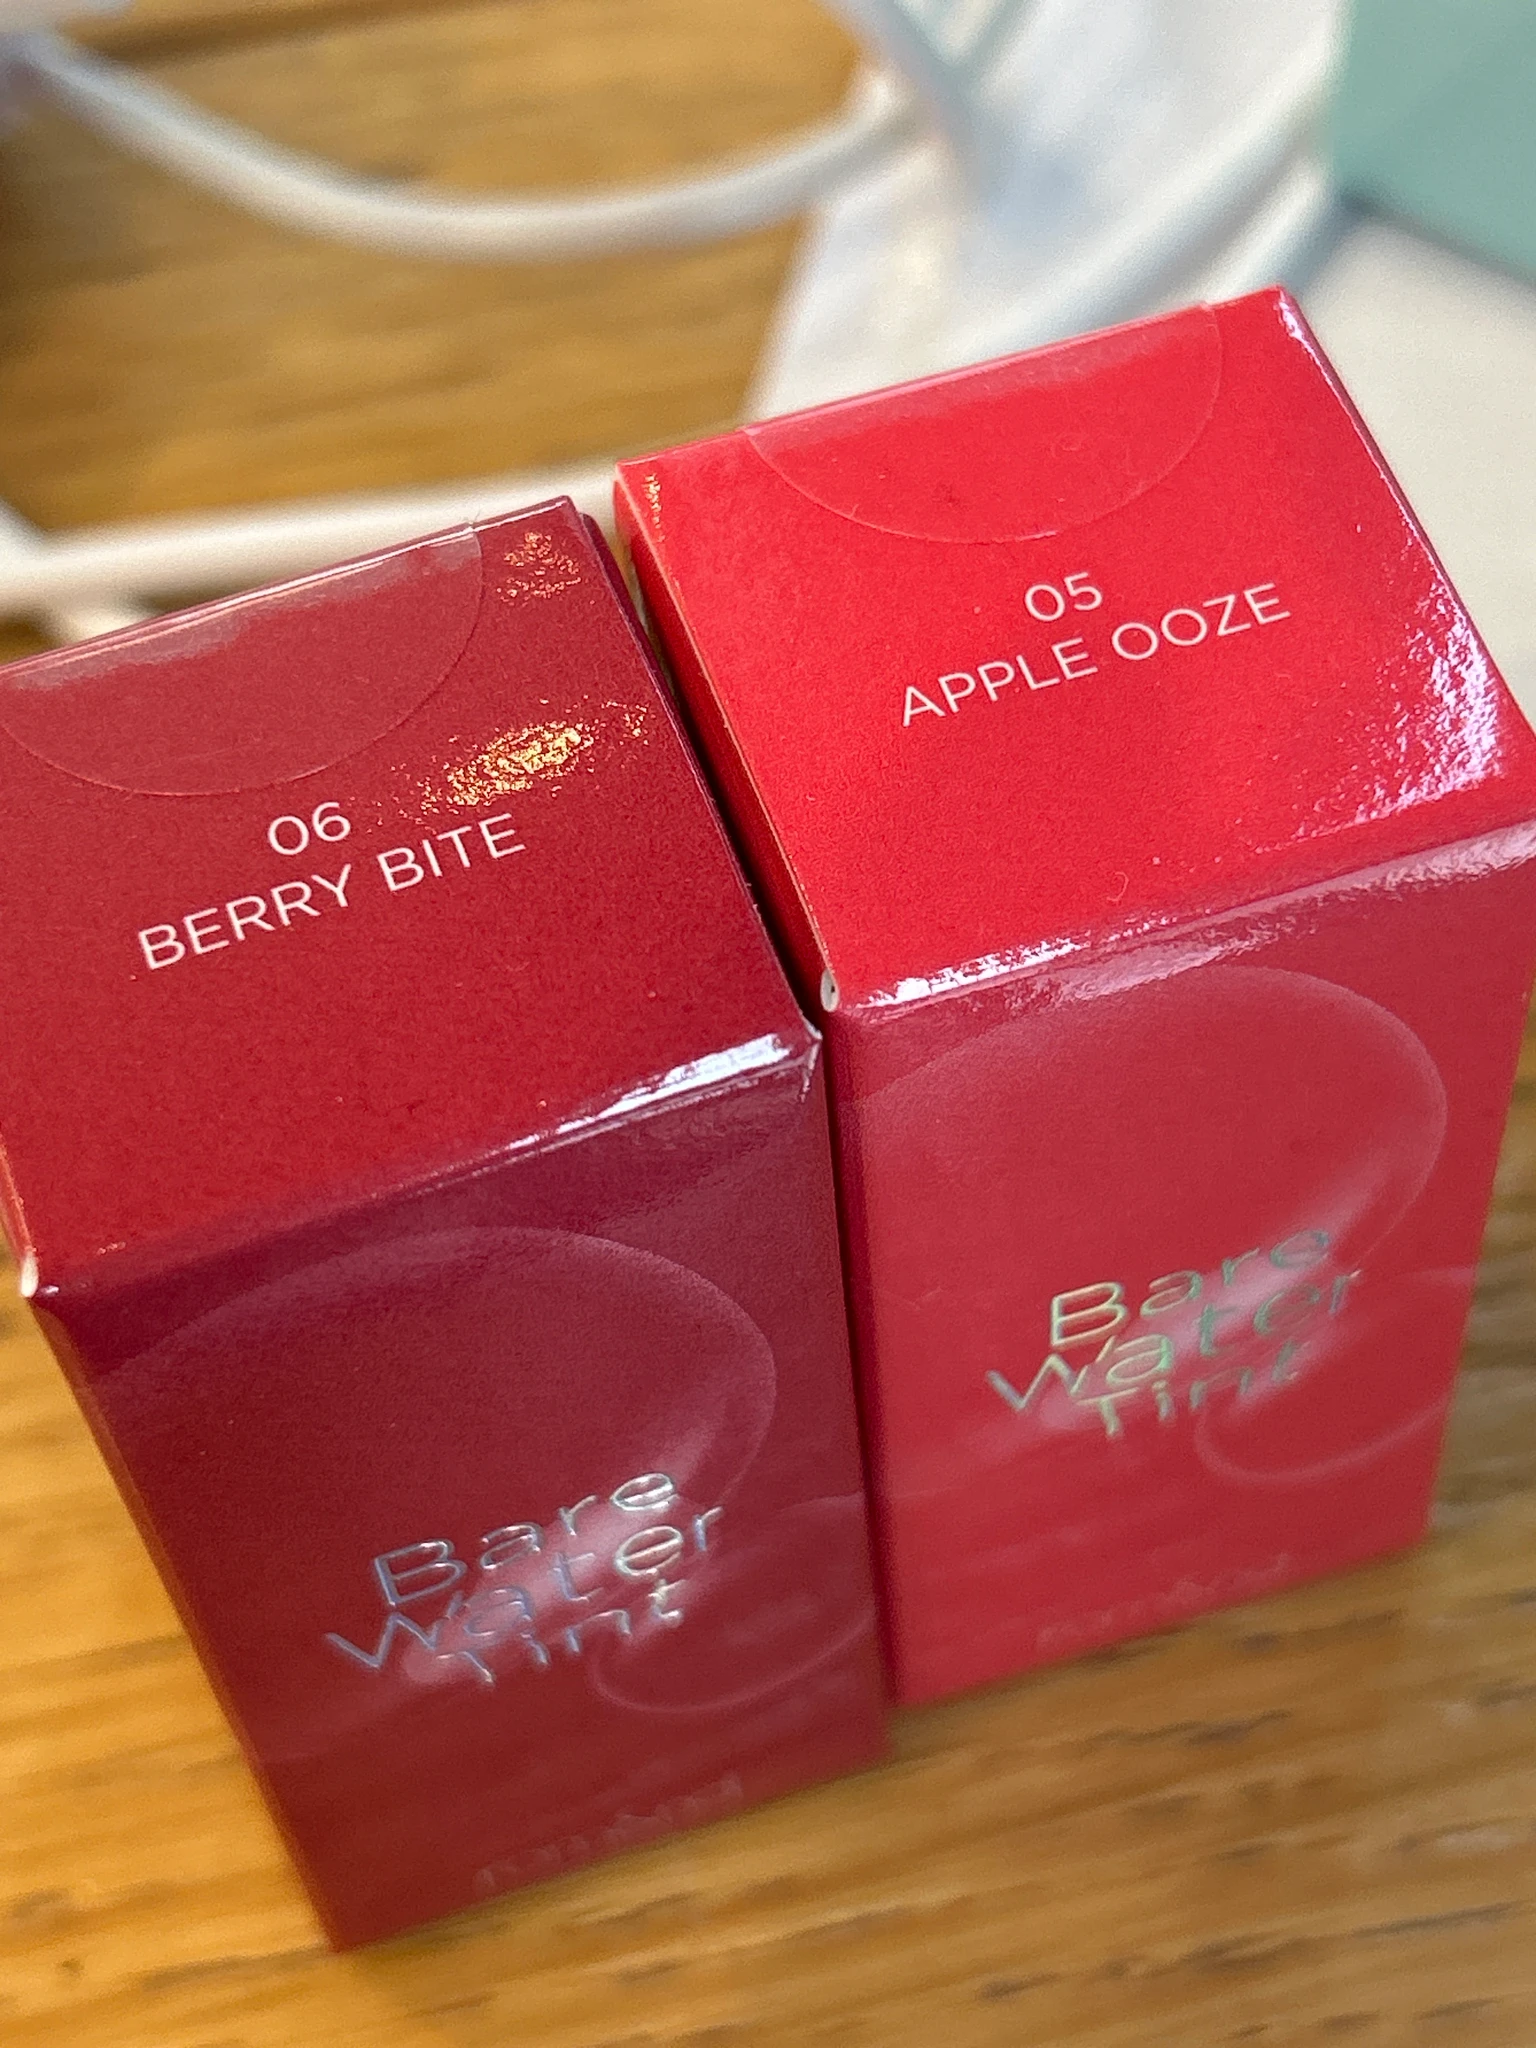 06
BERRY BITE
Bare
Water
Tint
05
APPLE OOZE
Bare
Water
Tint